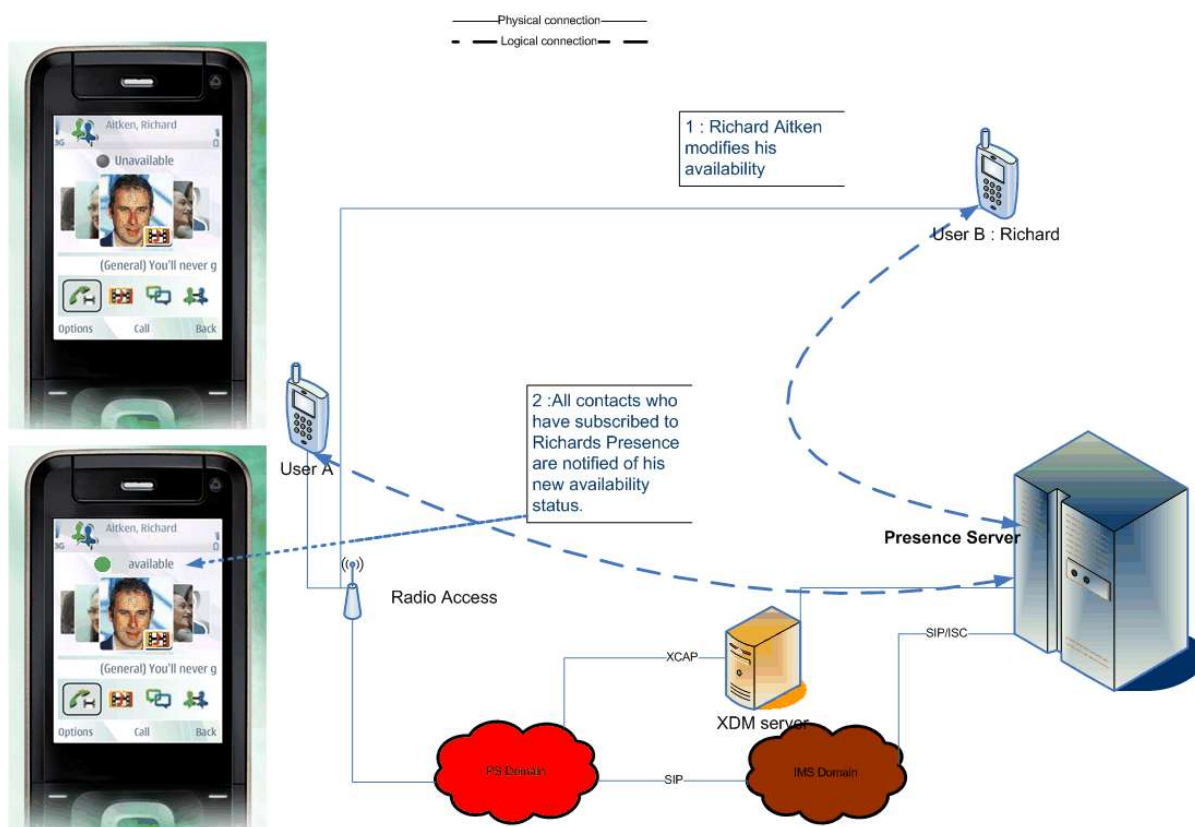 Physical connection
Logical connection
Aitken, Richard
3G
Unavailable
(General) You'll never g
Options Call Back
1 : Richard Aitken
modifies his
availability
User B : Richard
User A
2 :All contacts who
have subscribed to
Richards Presence
are notified of his
new availability
status.
Aitken, Richard
3G
available
(General) You'll never g
Options Call Back
Radio Access
Presence Server
XCAP
SIP/ISC
XDM server
PS Domain
SIP
IMS Domain